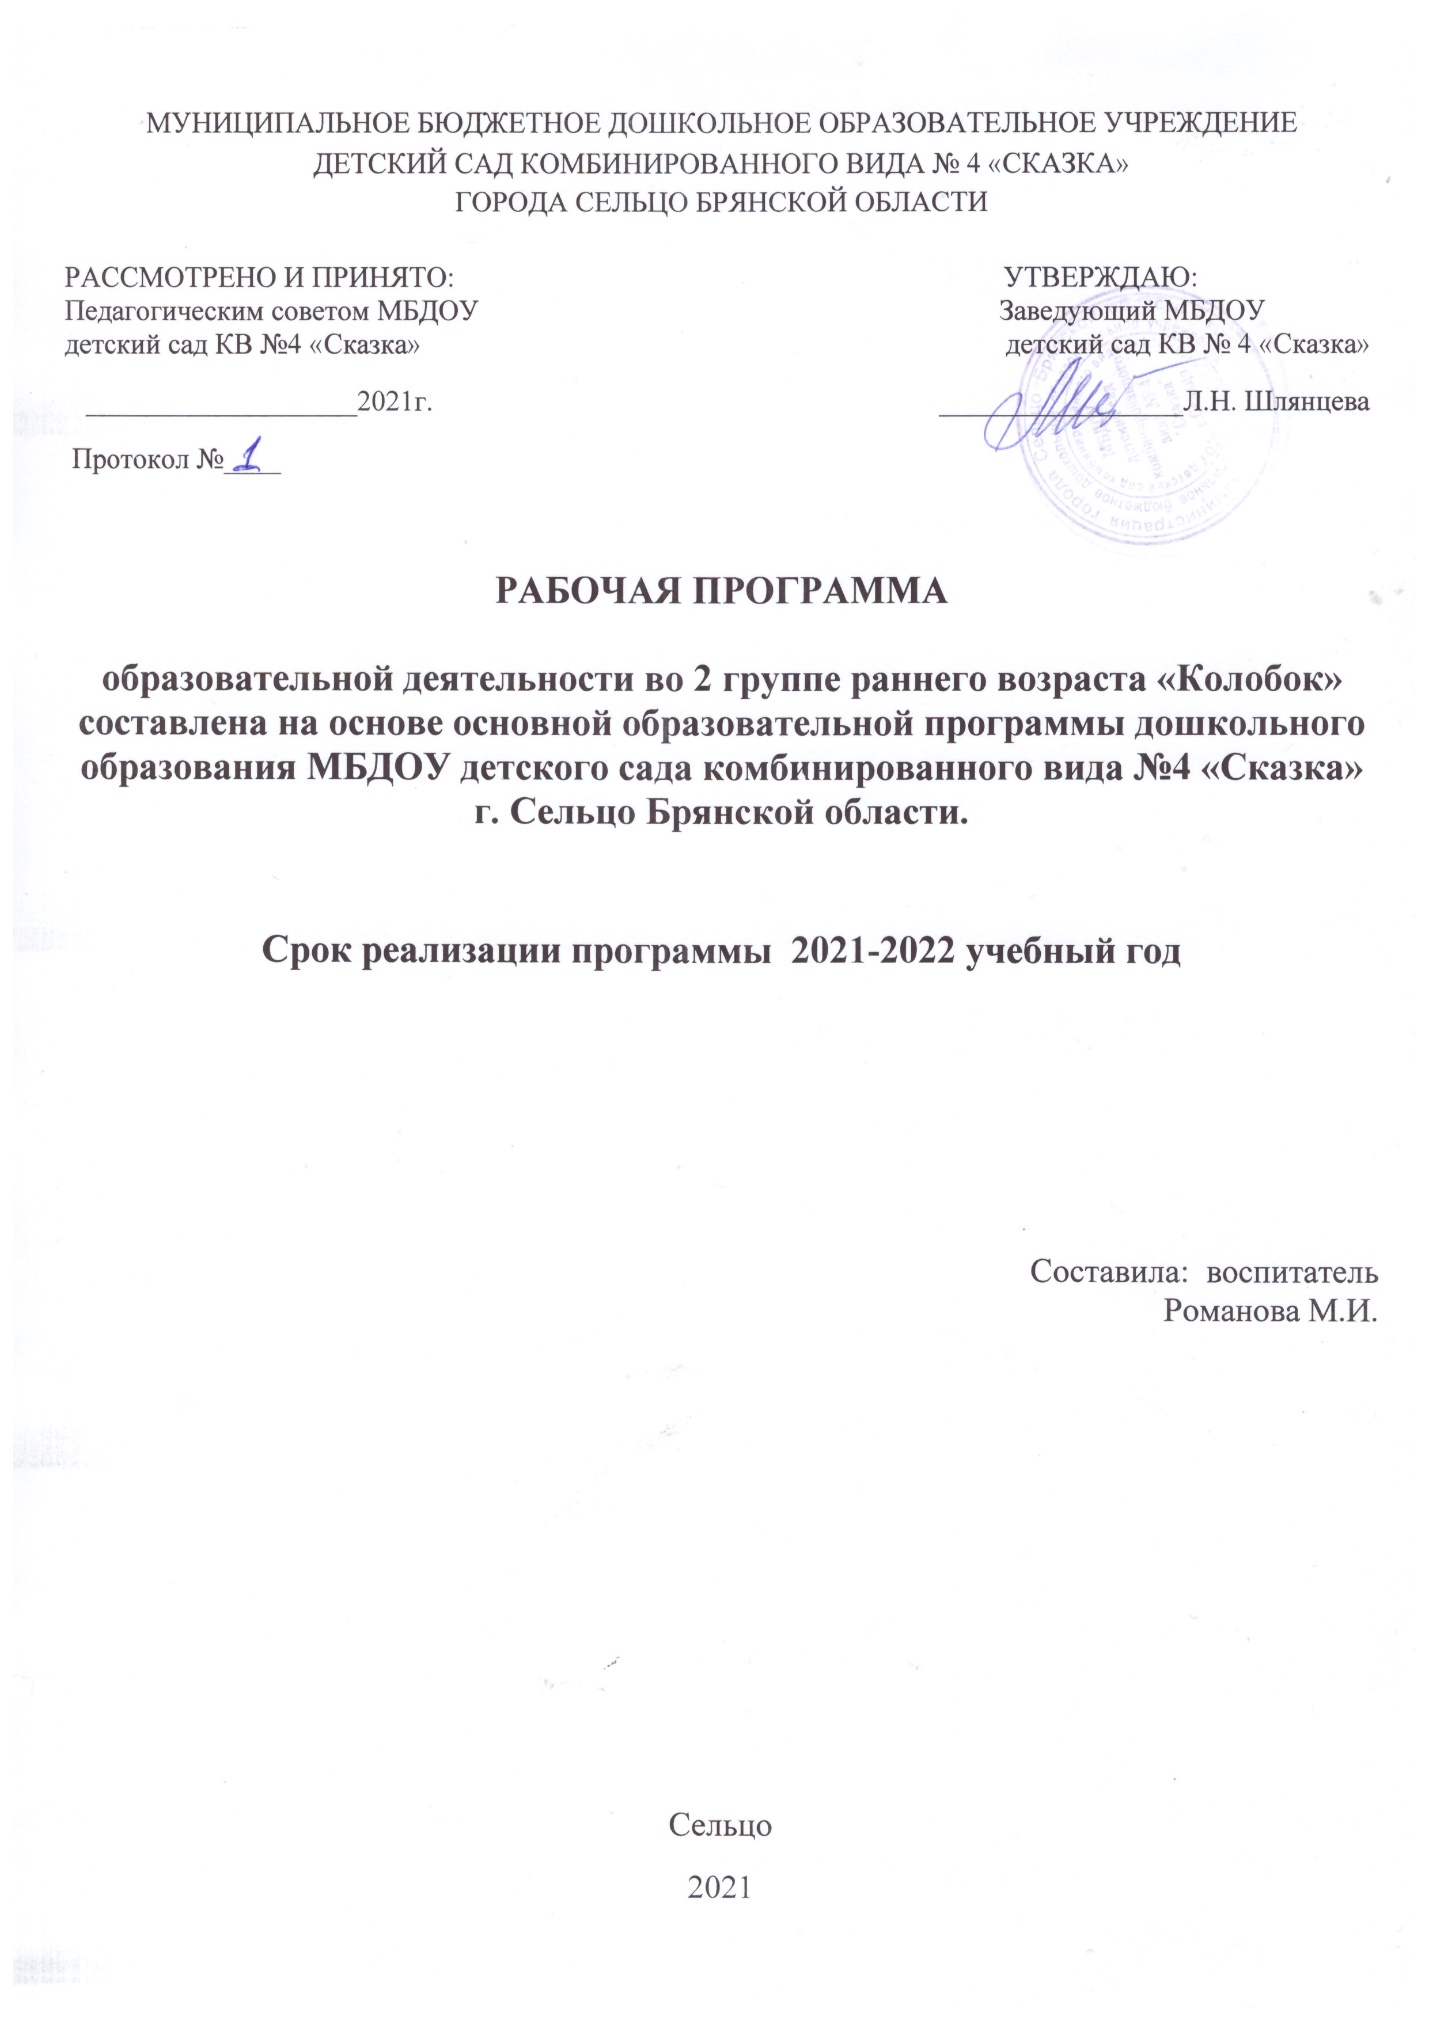 МУНИЦИПАЛЬНОЕ БЮДЖЕТНОЕ ДОШКОЛЬНОЕ ОБРАЗОВАТЕЛЬНОЕ УЧРЕЖДЕНИЕ
ДЕТСКИЙ САД КОМБИНИРОВАННОГО ВИДА № 4 «СКАЗКА»
ГОРОДА СЕЛЬЦО БРЯНСКОЙ ОБЛАСТИ
РАССМОТРЕНО И ПРИНЯТО:
Педагогическим советом МБДОУ
детский сад КВ №4 «Сказка»
___________________2021г.
Протокол № 1
УТВЕРЖДАЮ:
Заведующий МБДОУ
детский сад КВ № 4 «Сказка»
_________________Л.Н. Шлянцева
РАБОЧАЯ ПРОГРАММА
образовательной деятельности во 2 группе раннего возраста «Колобок»
составлена на основе основной образовательной программы дошкольного
образования МБДОУ детского сада комбинированного вида №4 «Сказка»
г. Сельцо Брянской области.
Срок реализации программы 2021-2022 учебный год
Составила: воспитатель
Романова М.И.
Сельцо
2021